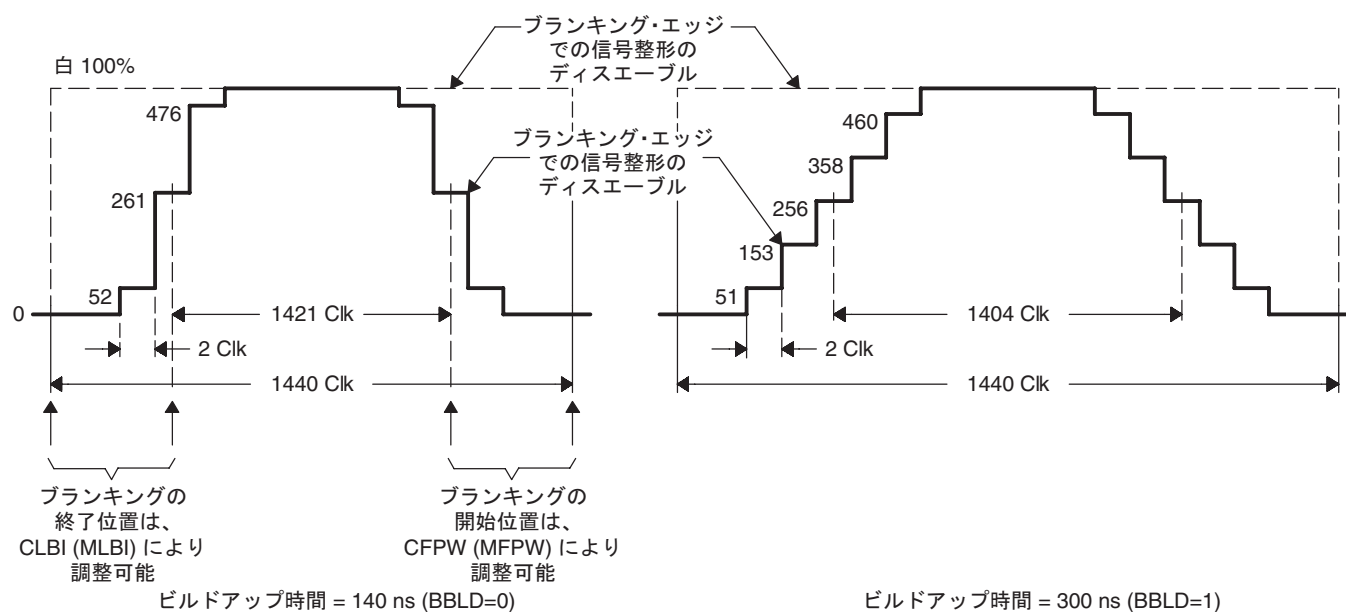 ブランキング・エッジ
での信号整形の
ディスエーブル
白 100%
476
261
52
0
1421 Clk
2 Clk
1440 Clk
ブランキング・エッジ
での信号整形の
ディスエーブル
460
358
256
153
51
1404 Clk
2 Clk
1440 Clk
ブランキングの
終了位置は、
CLBI (MLBI) により
調整可能
ブランキングの
開始位置は、
CFPW (MFPW) により
調整可能
ビルドアップ時間 = 140 ns (BBLD=0)
ビルドアップ時間 = 300 ns (BBLD=1)